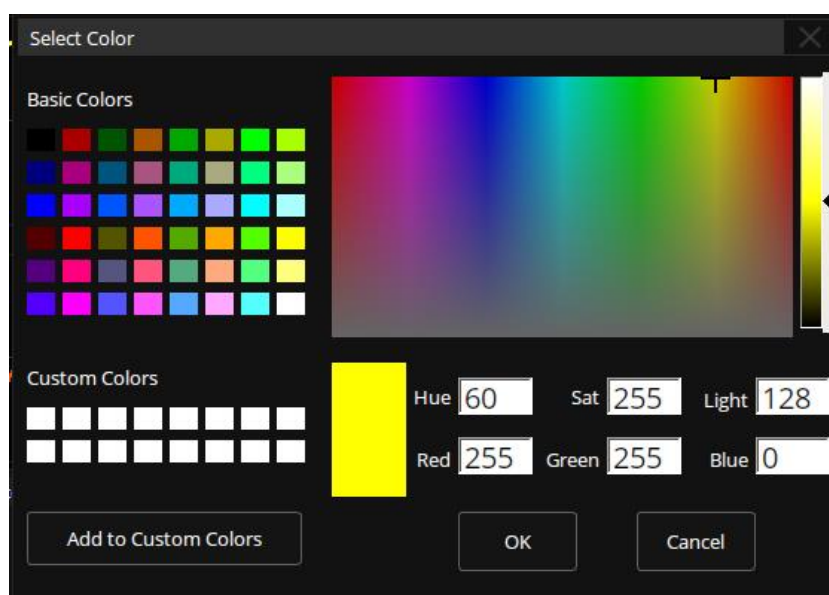 Select Color
Basic Colors
Custom Colors
Hue 60 Sat 255 Light 128
Red 255 Green 255 Blue 0
Add to Custom Colors OK Cancel